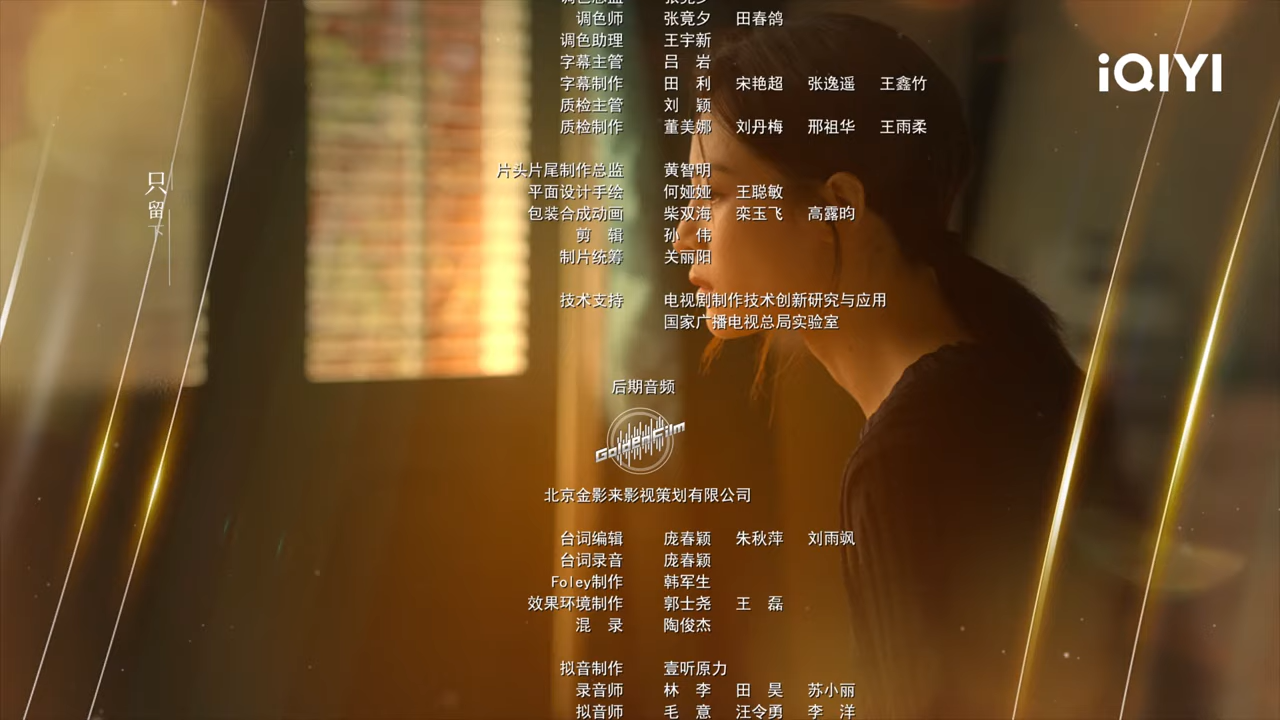 调色师 张竟夕 田春鸽
调色助理 王宇新
字幕主管 吕 岩
字幕制作 田 利 宋艳超 张逸遥 王鑫竹
质检主管 刘 颖
质检制作 董美娜 刘丹梅 邢祖华 王雨柔
片头片尾制作总监 黄智明
平面设计手绘 何娅娅 王聪敏
包装合成动画 柴双海 栾玉飞 高露昀
剪 辑 孙 伟
制片统筹 关丽阳
技术支持 电视剧制作技术创新研究与应用
国家广播电视总局实验室
后期音频
GoldenFilm
北京金影来影视策划有限公司
台词编辑 庞春颖 朱秋萍 刘雨飒
台词录音 庞春颖
Foley制作 韩军生
效果环境制作 郭士尧 王 磊
混 录 陶俊杰
拟音制作 壹听原力
录音师 林 李 田 昊 苏小丽
拟音师 毛 意 汪令勇 李 洋
只留下
iQIYI